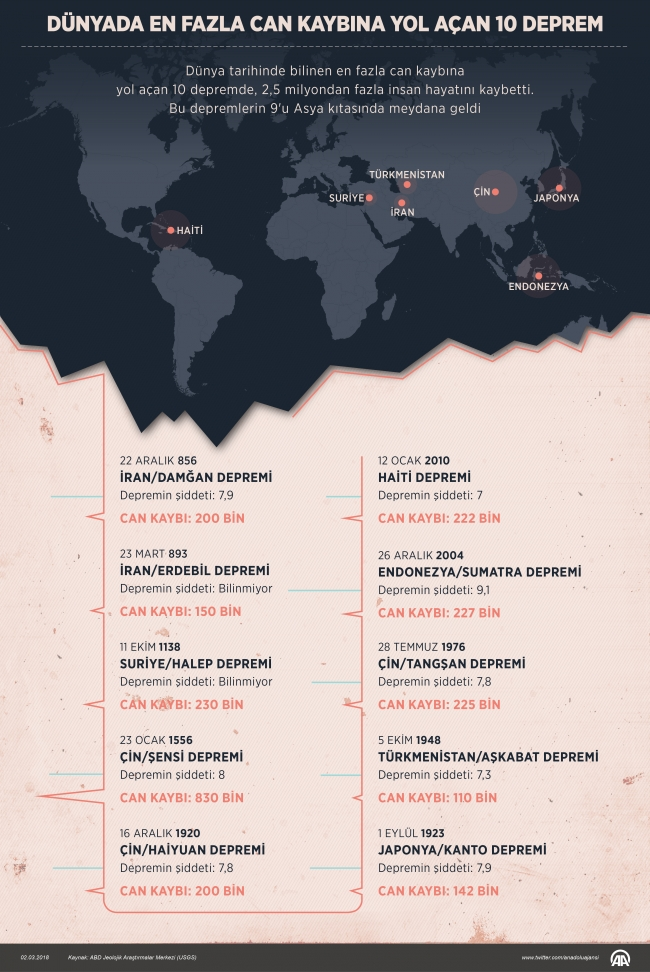 DÜNYADA EN FAZLA CAN KAYBINA YOL AÇAN 10 DEPREM
Dünya tarihinde bilinen en fazla can kaybına
yol açan 10 depremde, 2,5 milyondan fazla insan hayatını kaybetti.
Bu depremlerin 9'u Asya kıtasında meydana geldi
TÜRKMENİSTAN
SURİYE
İRAN
ÇİN
JAPONYA
HAİTİ
ENDONEZYA
22 ARALIK 856
İRAN/DAMĞAN DEPREMİ
Depremin şiddeti: 7,9
CAN KAYBI: 200 BİN
23 MART 893
İRAN/ERDEBİL DEPREMİ
Depremin şiddeti: Bilinmiyor
CAN KAYBI: 150 BİN
11 EKİM 1138
SURİYE/HALEP DEPREMİ
Depremin şiddeti: Bilinmiyor
CAN KAYBI: 230 BİN
23 OCAK 1556
ÇİN/ŞENSİ DEPREMİ
Depremin şiddeti: 8
CAN KAYBI: 830 BİN
16 ARALIK 1920
ÇİN/HAİYUAN DEPREMİ
Depremin şiddeti: 7,8
CAN KAYBI: 200 BİN
12 OCAK 2010
HAİTİ DEPREMİ
Depremin şiddeti: 7
CAN KAYBI: 222 BİN
26 ARALIK 2004
ENDONEZYA/SUMATRA DEPREMİ
Depremin şiddeti: 9,1
CAN KAYBI: 227 BİN
28 TEMMUZ 1976
ÇİN/TANGŞAN DEPREMİ
Depremin şiddeti: 7,8
CAN KAYBI: 225 BİN
5 EKİM 1948
TÜRKMENİSTAN/AŞKABAT DEPREMİ
Depremin şiddeti: 7,3
CAN KAYBI: 110 BİN
1 EYLÜL 1923
JAPONYA/KANTO DEPREMİ
Depremin şiddeti: 7,9
CAN KAYBI: 142 BİN
02.03.2018 Kaynak: ABD Jeolojik Araştırmalar Merkezi (USGS) www.twitter.com/anadoluajansi AA